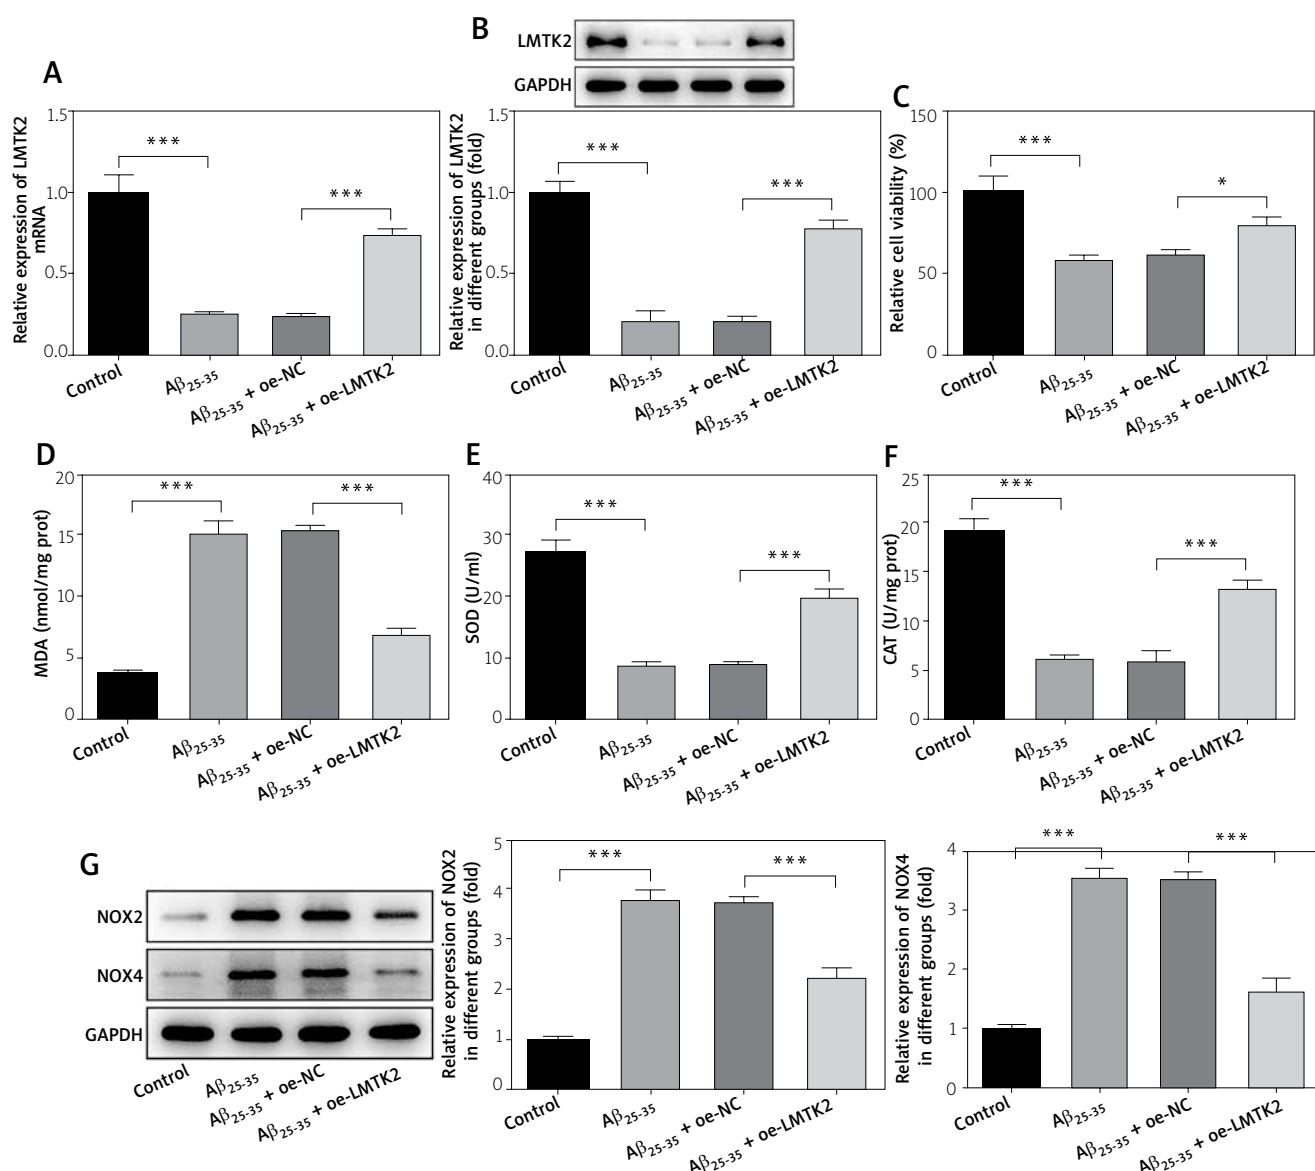 A
Relative expression of LMTK2
mRNA
1.5
1.0
0.5
0.0
***
***
Control
Aβ25-35
Aβ25-35 + oe-NC
Aβ25-35 + oe-LMTK2
B
LMTK2
GAPDH
Relative expression of LMTK2
in different groups (fold)
1.5
1.0
0.5
0.0
***
***
Control
Aβ25-35
Aβ25-35 + oe-NC
Aβ25-35 + oe-LMTK2
C
Relative cell viability (%)
150
100
50
0
***
*
Control
Aβ25-35
Aβ25-35 + oe-NC
Aβ25-35 + oe-LMTK2
D
MDA (nmol/mg prot)
20
15
10
5
0
***
***
Control
Aβ25-35
Aβ25-35 + oe-NC
Aβ25-35 + oe-LMTK2
E
SOD (U/ml)
40
30
20
10
0
***
***
Control
Aβ25-35
Aβ25-35 + oe-NC
Aβ25-35 + oe-LMTK2
F
CAT (U/mg prot)
25
20
15
10
5
0
***
***
Control
Aβ25-35
Aβ25-35 + oe-NC
Aβ25-35 + oe-LMTK2
G
NOX2
NOX4
GAPDH
Control
Aβ25-35
Aβ25-35 + oe-NC
Aβ25-35 + oe-LMTK2
Relative expression of NOX2
in different groups (fold)
5
4
3
2
1
0
***
***
Control
Aβ25-35
Aβ25-35 + oe-NC
Aβ25-35 + oe-LMTK2
Relative expression of NOX4
in different groups (fold)
4
3
2
1
0
***
***
Control
Aβ25-35
Aβ25-35 + oe-NC
Aβ25-35 + oe-LMTK2